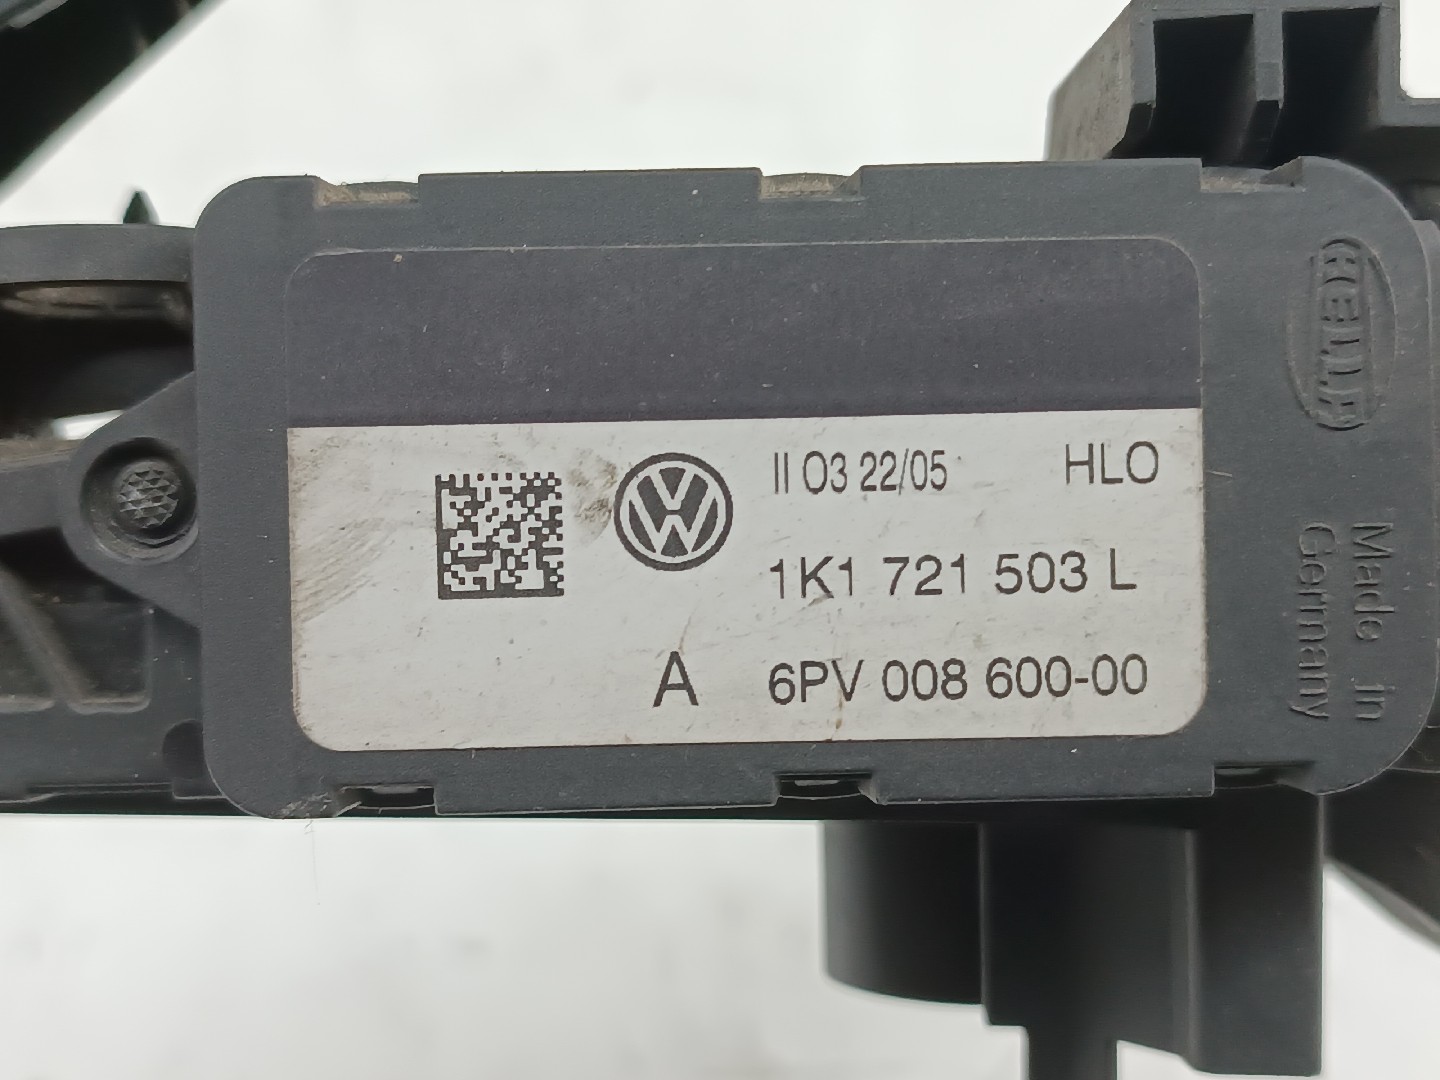 II 03 22/05 HLO
1K1 721 503 L
A 6PV 008 600-00
HELLA
Made in
Germany